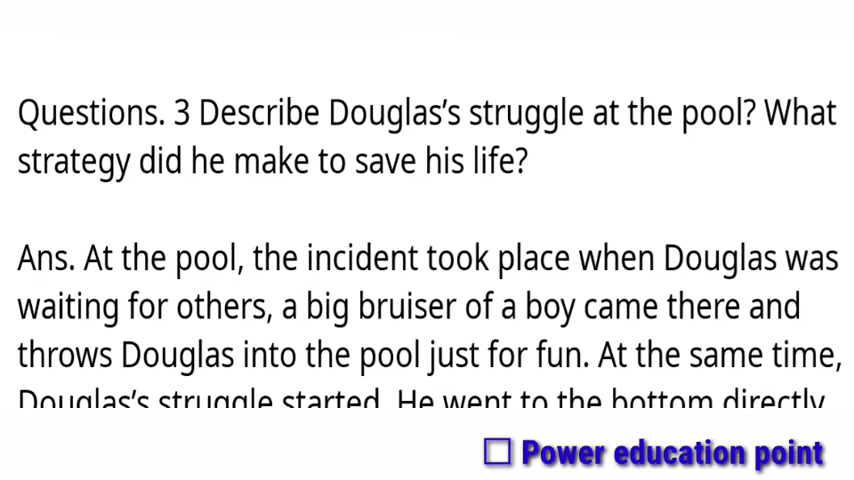 Questions. 3 Describe Douglas's struggle at the pool? What
strategy did he make to save his life?
Ans. At the pool, the incident took place when Douglas was
waiting for others, a big bruiser of a boy came there and
throws Douglas into the pool just for fun. At the same time,
Douglas's struggle started. He went to the bottom directly
☐ Power education point